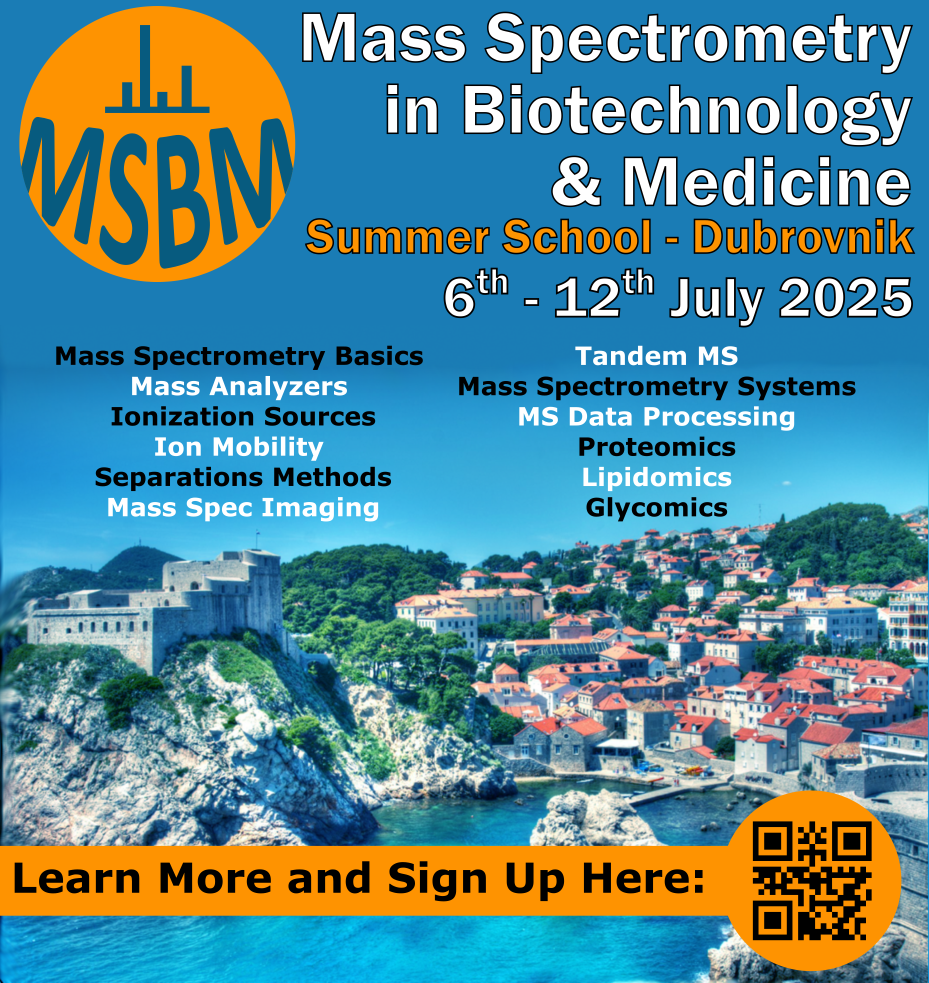 MSBM
Mass Spectrometry
in Biotechnology
& Medicine
Summer School - Dubrovnik
6th - 12th July 2025
Mass Spectrometry Basics
Mass Analyzers
Ionization Sources
Ion Mobility
Separations Methods
Mass Spec Imaging
Tandem MS
Mass Spectrometry Systems
MS Data Processing
Proteomics
Lipidomics
Glycomics
Learn More and Sign Up Here: